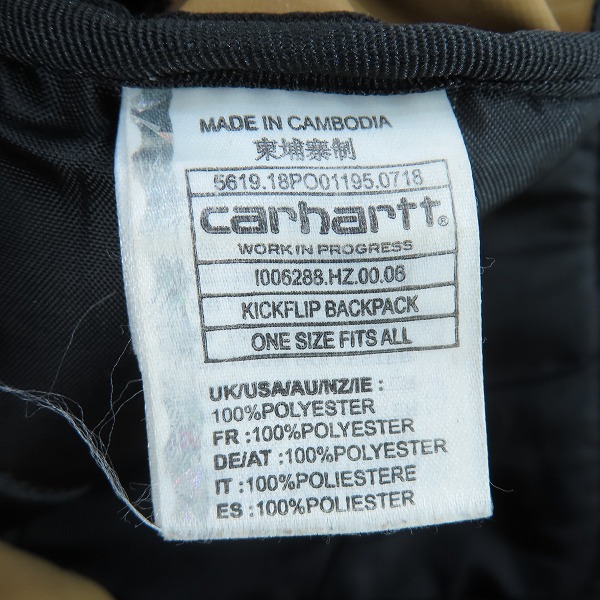 MADE IN CAMBODIA
柬埔寨制
5619.18PO01195.0718
carhartt®
WORK IN PROGRESS
I006288.HZ.00.06
KICKFLIP BACKPACK
ONE SIZE FITS ALL
UK/USA/AU/NZ/IE :
100%POLYESTER
FR :100%POLYESTER
DE/AT :100%POLYESTER
IT :100%POLIESTERE
ES :100%POLIESTER